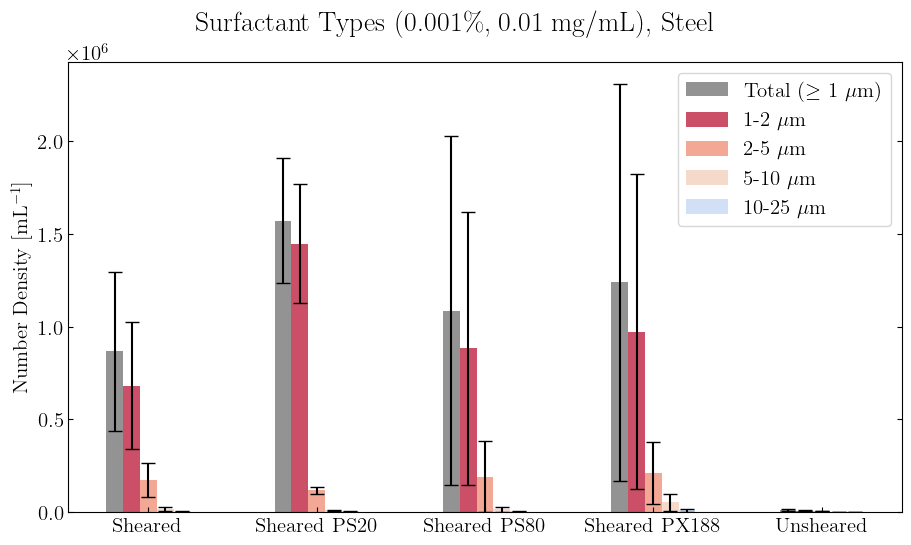 Surfactant Types (0.001%, 0.01 mg/mL), Steel
×10⁶
Number Density [mL⁻¹]
2.0
1.5
1.0
0.5
0.0
Total (≥ 1 μm)
1-2 μm
2-5 μm
5-10 μm
10-25 μm
Sheared Sheared PS20 Sheared PS80 Sheared PX188 Unsheared